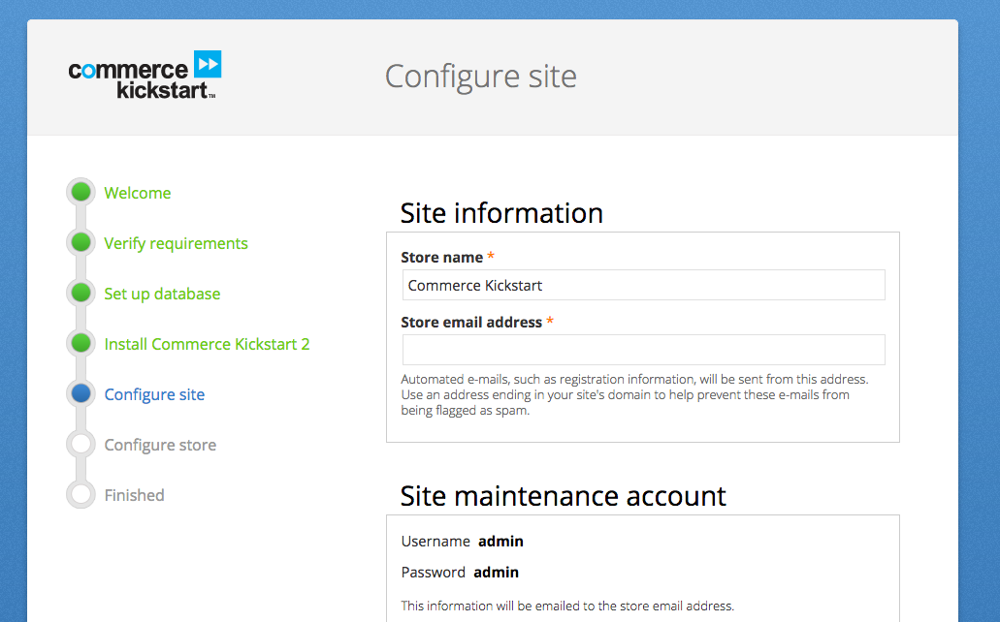 commerce
kickstart™
Configure site
Welcome
Verify requirements
Set up database
Install Commerce Kickstart 2
Configure site
Configure store
Finished
Site information
Store name *
Commerce Kickstart
Store email address *
Automated e-mails, such as registration information, will be sent from this address.
Use an address ending in your site's domain to help prevent these e-mails from
being flagged as spam.
Site maintenance account
Username admin
Password admin
This information will be emailed to the store email address.